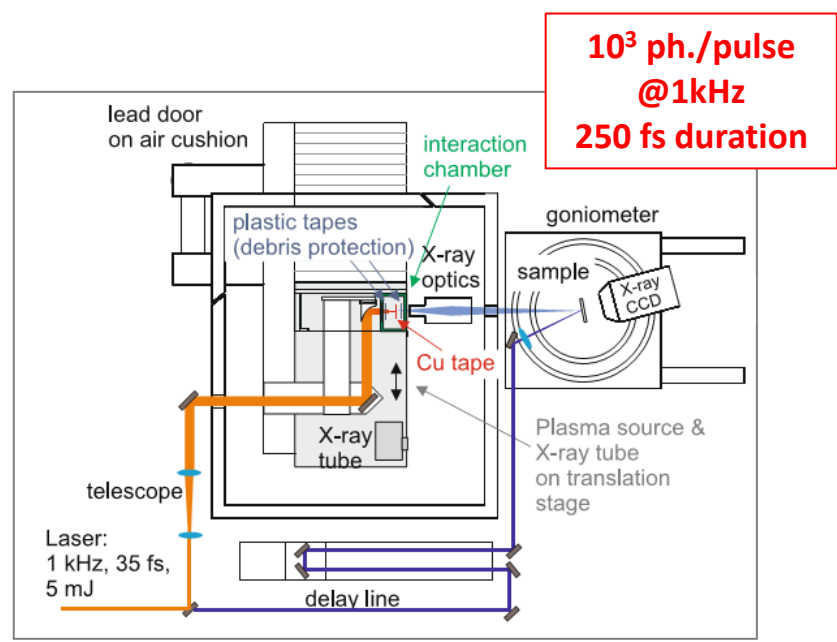 10³ ph./pulse
@1kHz
250 fs duration
lead door
on air cushion
interaction
chamber
plastic tapes
(debris protection)
X-ray
optics
goniometer
sample
X-ray
CCD
Cu tape
X-ray
tube
Plasma source &
X-ray tube
on translation
stage
telescope
Laser:
1 kHz, 35 fs,
5 mJ
delay line